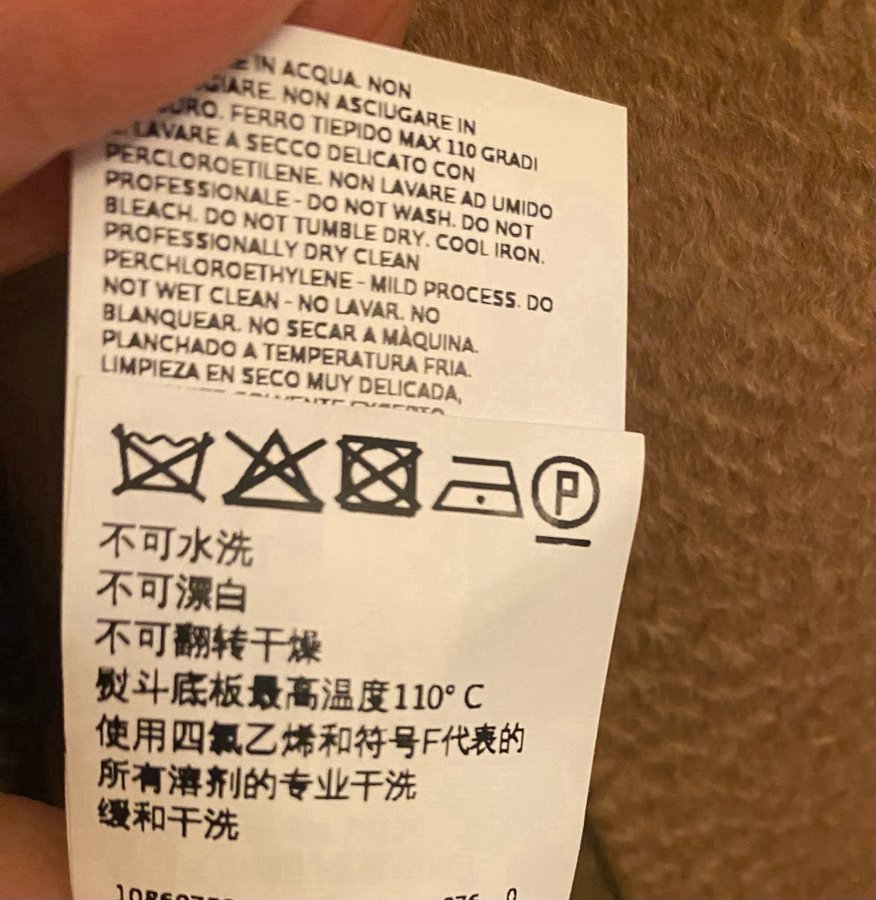 IN ACQUA. NON
NON ASCIUGARE IN
FERRO TIEPIDO MAX 110 GRADI
LAVARE A SECCO DELICATO CON
PERCLOROETILENE. NON LAVARE AD UMIDO
PROFESSIONALE - DO NOT WASH. DO NOT
BLEACH. DO NOT TUMBLE DRY. COOL IRON.
PROFESSIONALLY DRY CLEAN
PERCHLOROETHYLENE - MILD PROCESS. DO
NOT WET CLEAN - NO LAVAR. NO
BLANQUEAR. NO SECAR A MÀQUINA.
PLANCHADO A TEMPERATURA FRIA.
LIMPIEZA EN SECO MUY DELICADA,
P
不可水洗
不可漂白
不可翻转干燥
熨斗底板最高温度110° C
使用四氯乙烯和符号F代表的
所有溶剂的专业干洗
缓和干洗